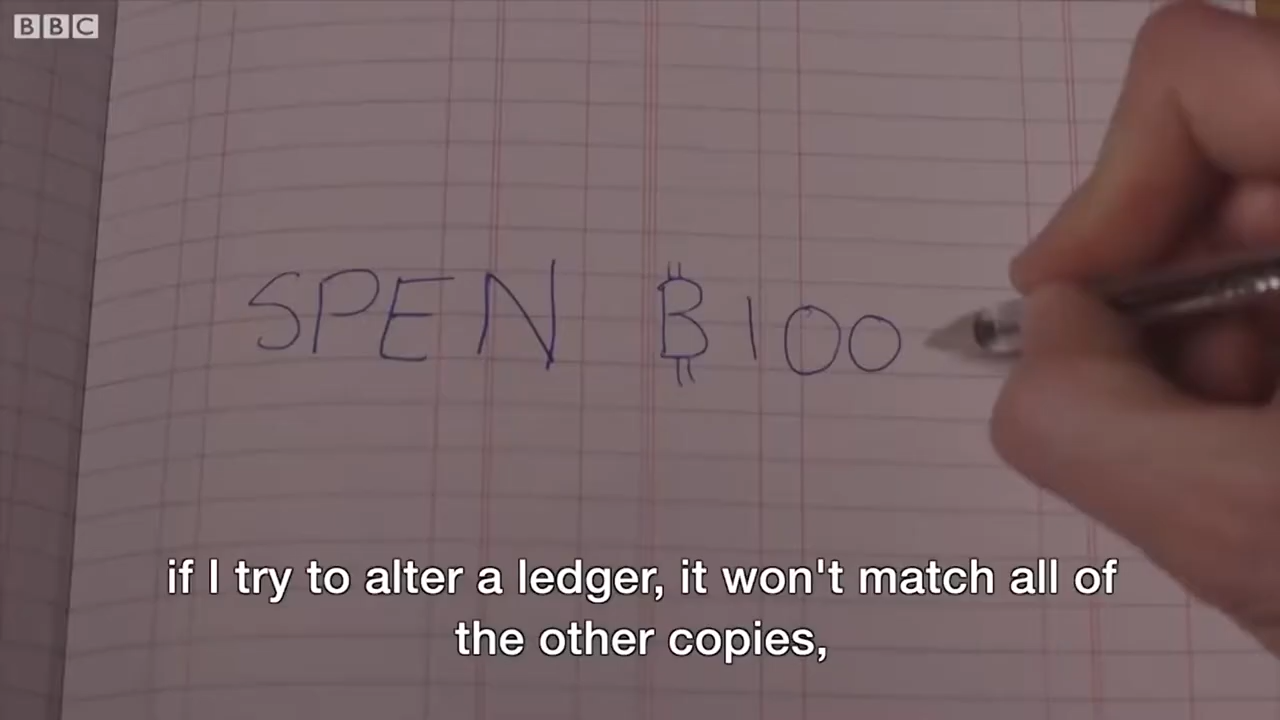 BBC
SPEN ₿100
if I try to alter a ledger, it won't match all of
the other copies,